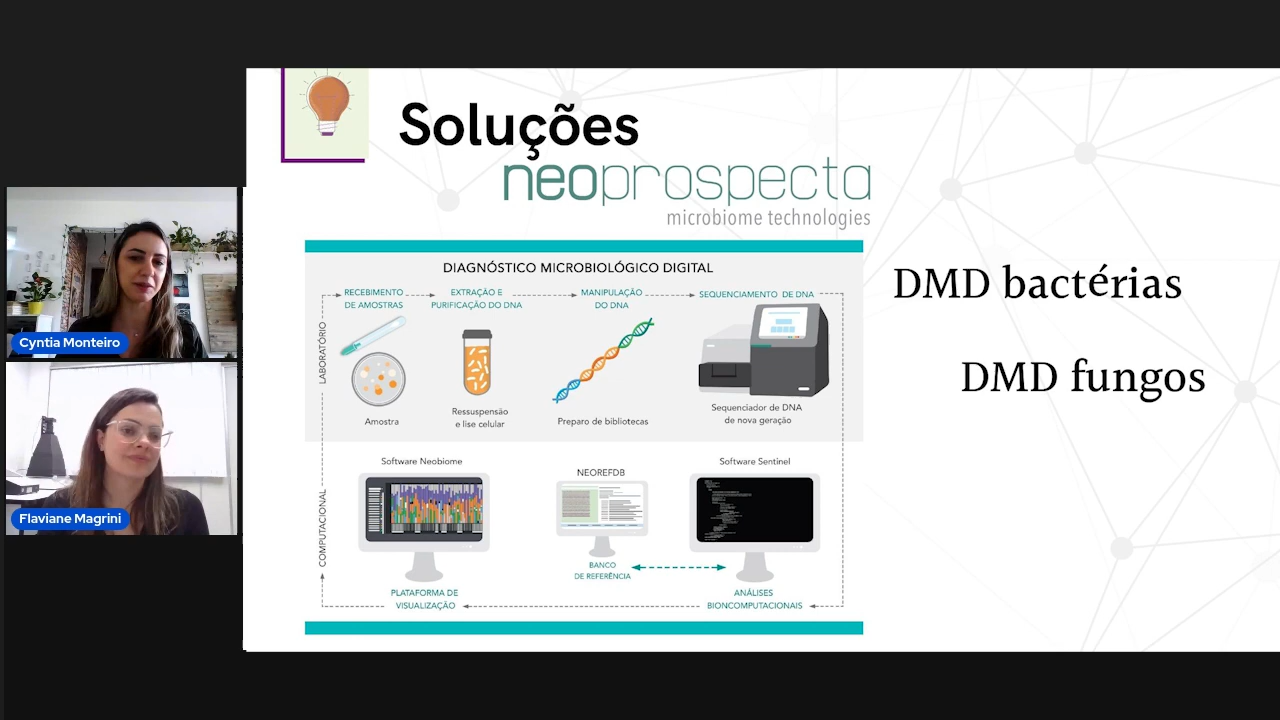 Soluções
neoprospecta
microbiome technologies
DIAGNÓSTICO MICROBIOLÓGICO DIGITAL
LABORATÓRIO
RECEBIMENTO
DE AMOSTRAS
EXTRAÇÃO E
PURIFICAÇÃO DO DNA
MANIPULAÇÃO
DO DNA
SEQUENCIAMENTO DE DNA
Amostra
Ressuspensão
e lise celular
Preparo de bibliotecas
Sequenciador de DNA
de nova geração
COMPUTACIONAL
Software Neobiome
NEOREFDB
Software Sentinel
BANCO
DE REFERÊNCIA
PLATAFORMA DE
VISUALIZAÇÃO
ANÁLISES
BIONCOMPUTACIONAIS
DMD bactérias
DMD fungos
Cyntia Monteiro
Flaviane Magrini